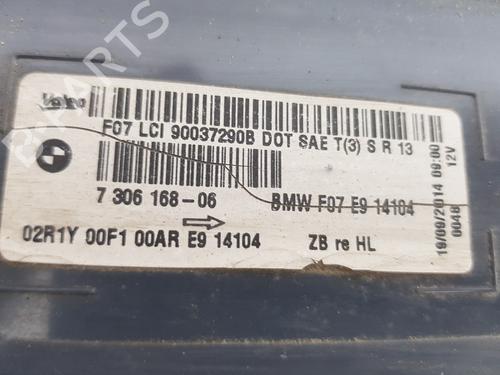 Valeo
F07 LCI 90037290B DOT SAE T(3) S R 13
7 306 168-06
BMW F07 E9 14104
02R1Y 00F1 00AR E9 14104
ZB re HL
19/09/2014 09:00
12V
0048
B-PARTS